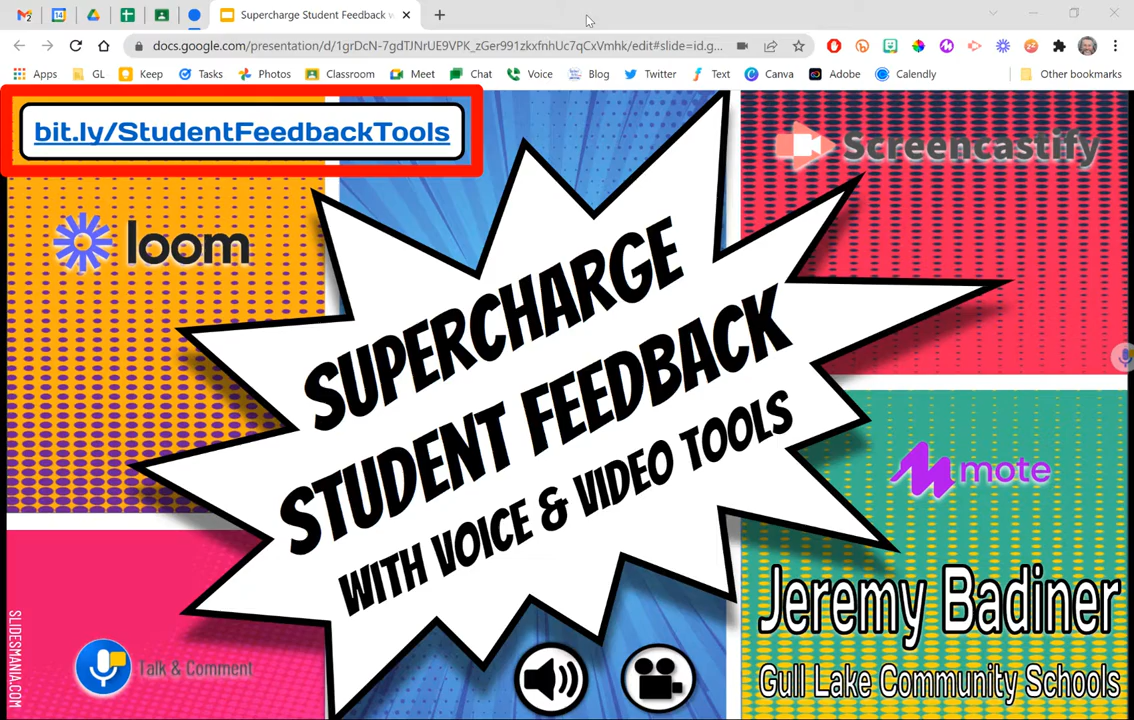 Supercharge Student Feedback w
docs.google.com/presentation/d/1grDcN-7gdTJNrUE9VPK_zGer991zkxfnhUc7qCxVmhk/edit#slide=id.g...
Apps GL Keep Tasks Photos Classroom Meet Chat Voice Blog Twitter Text Canva Adobe Calendly Other bookmarks
bit.ly/StudentFeedbackTools
Screencastify
loom
SUPERCHARGE
STUDENT FEEDBACK
WITH VOICE & VIDEO TOOLS
mote
Jeremy Badiner
Gull Lake Community Schools
Talk & Comment
SLIDESMANIA.COM